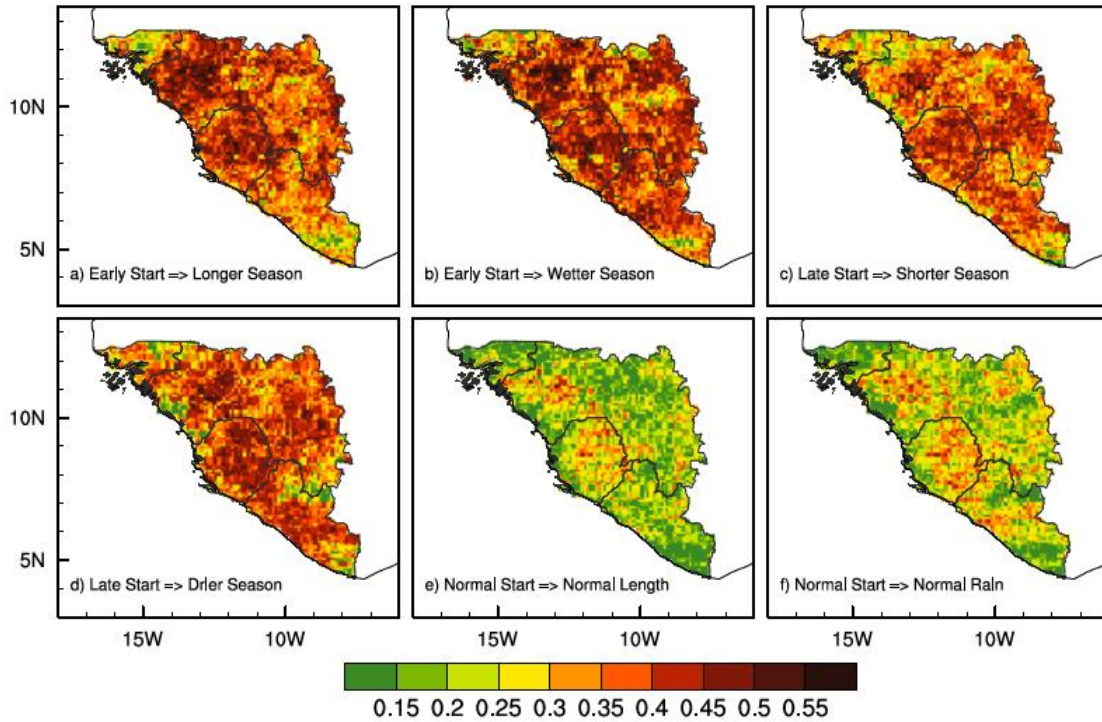 10N
5N
a) Early Start => Longer Season
b) Early Start => Wetter Season
c) Late Start => Shorter Season
10N
5N
d) Late Start => Drler Season
e) Normal Start => Normal Length
f) Normal Start => Normal Rain
15W 10W 15W 10W 15W 10W
0.15 0.2 0.25 0.3 0.35 0.4 0.45 0.5 0.55